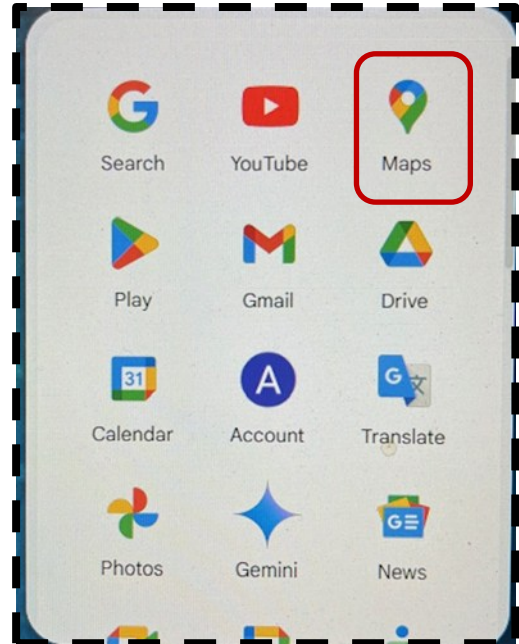 Search YouTube Maps
Play Gmail Drive
31
G 文
A
Calendar Account Translate
Photos Gemini News
G